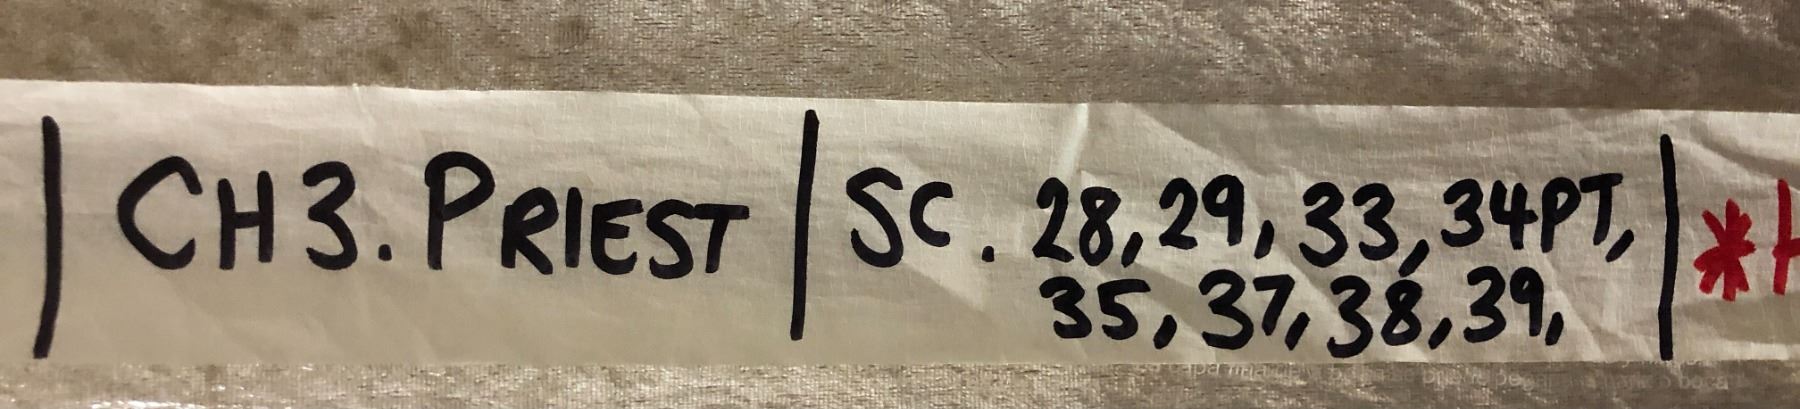 CH3. PRIEST
SC. 28, 29, 33, 34PT,
35, 37, 38, 39,
*H